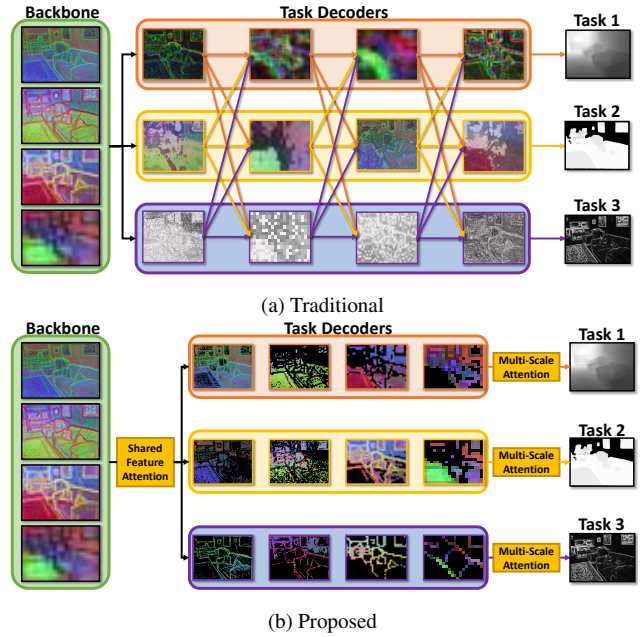 Backbone
Task Decoders
Task 1
Task 2
Task 3
(a) Traditional
Backbone
Task Decoders
Task 1
Multi-Scale
Attention
Shared
Feature
Attention
Task 2
Multi-Scale
Attention
Task 3
Multi-Scale
Attention
(b) Proposed